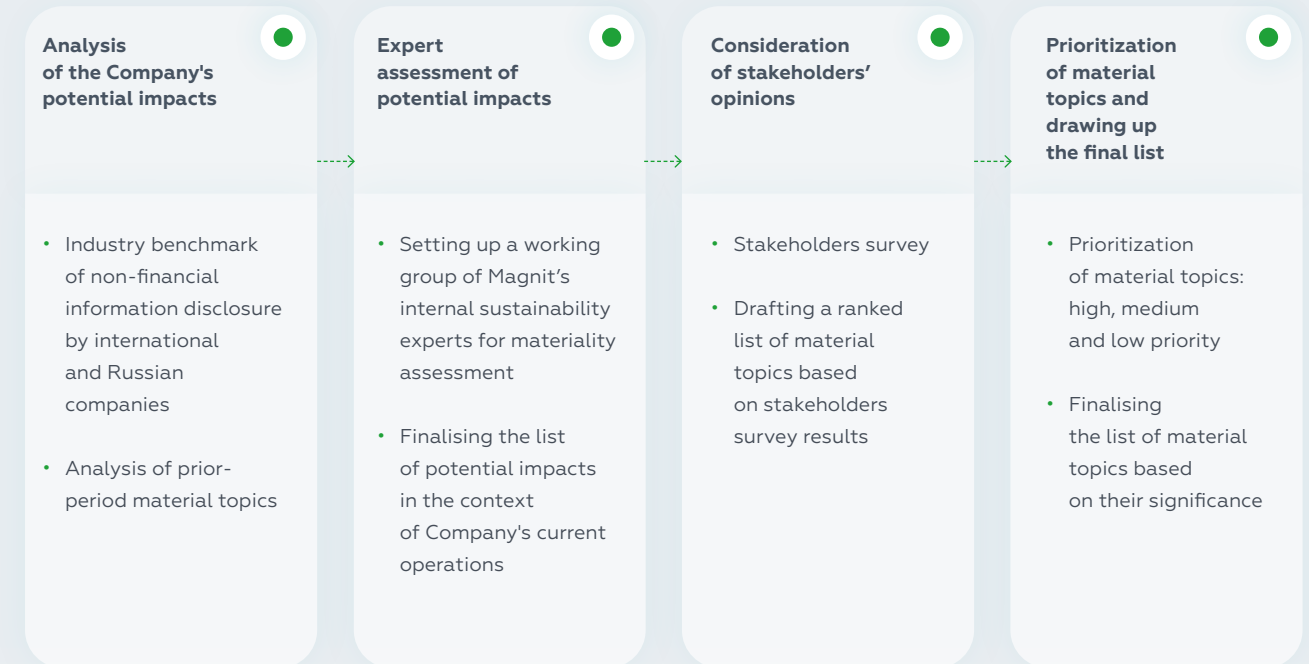 Analysis
of the Company's
potential impacts
• Industry benchmark
of non-financial
information disclosure
by international
and Russian
companies
• Analysis of prior-
period material topics
Expert
assessment of
potential impacts
• Setting up a working
group of Magnit’s
internal sustainability
experts for materiality
assessment
• Finalising the list
of potential impacts
in the context
of Company's current
operations
Consideration
of stakeholders’
opinions
• Stakeholders survey
• Drafting a ranked
list of material
topics based
on stakeholders
survey results
Prioritization
of material
topics and
drawing up
the final list
• Prioritization
of material topics:
high, medium
and low priority
• Finalising
the list of material
topics based
on their significance